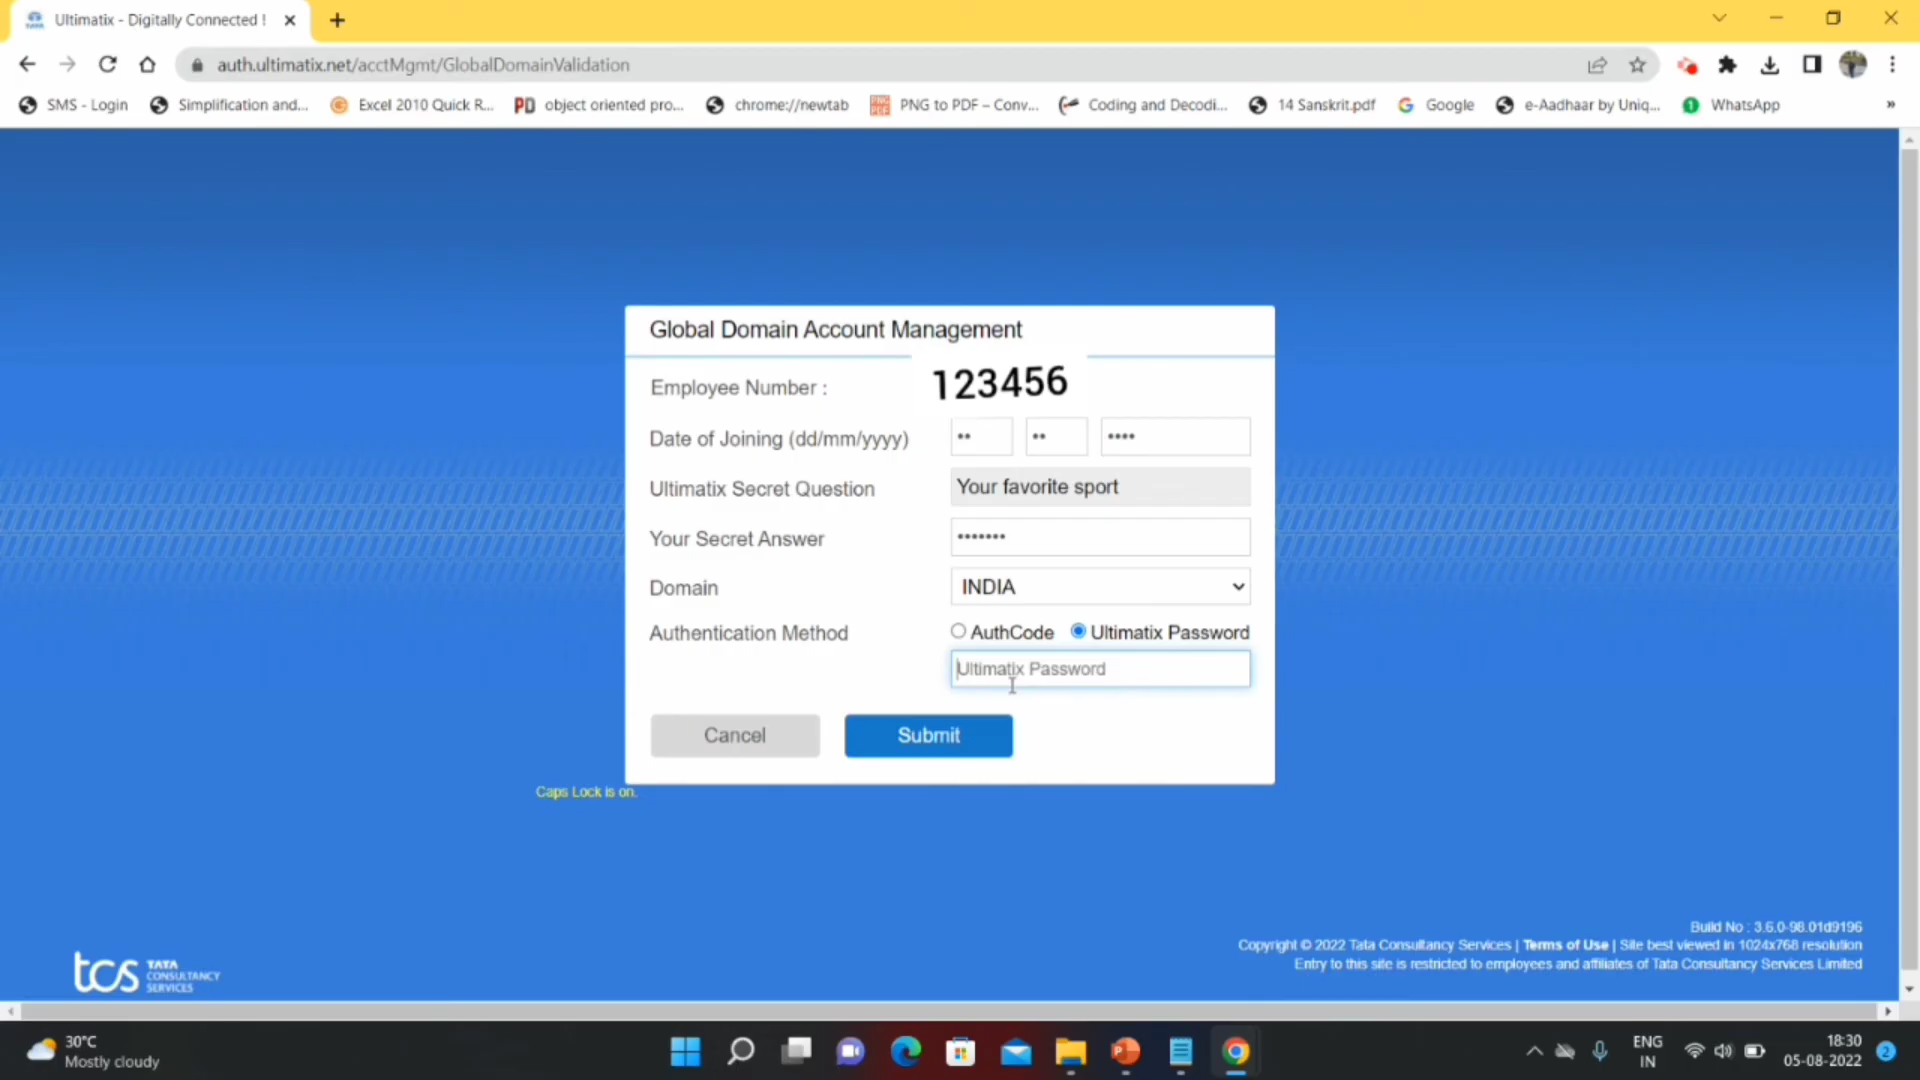 Ultimatix - Digitally Connected !
auth.ultimatix.net/acctMgmt/GlobalDomainValidation
SMS - Login Simplification and... Excel 2010 Quick R... PD object oriented pro... chrome://newtab PNG to PDF – Conv... Coding and Decodi... 14 Sanskrit.pdf Google e-Aadhaar by Uniq... 1 WhatsApp »
Global Domain Account Management
Employee Number : 123456
Date of Joining (dd/mm/yyyy) •• •• ••••
Ultimatix Secret Question Your favorite sport
Your Secret Answer •••••••
Domain INDIA
Authentication Method AuthCode Ultimatix Password
Ultimatix Password
Cancel Submit
Caps Lock is on.
Build No : 3.6.0-98.01d9196
Copyright © 2022 Tata Consultancy Services | Terms of Use | Site best viewed in 1024x768 resolution
Entry to this site is restricted to employees and affiliates of Tata Consultancy Services Limited
tcs TATA
CONSULTANCY
SERVICES
30°C
Mostly cloudy
ENG
IN
18:30
05-08-2022
2